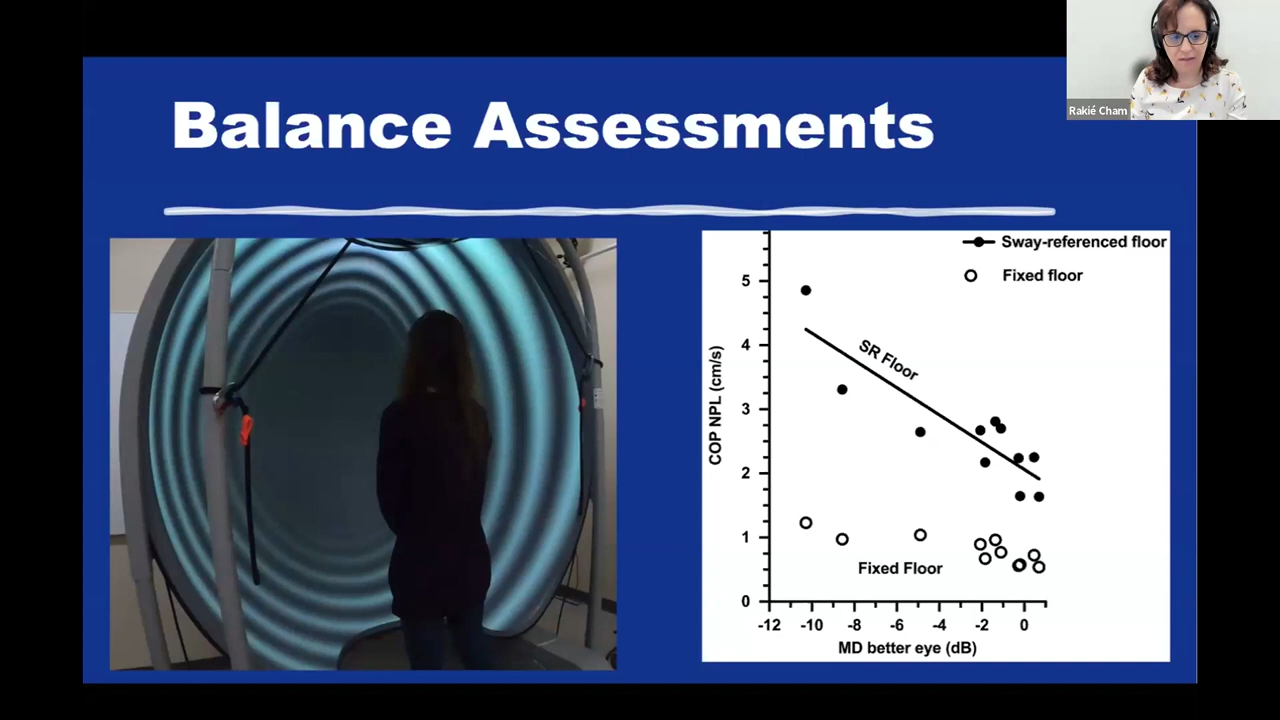 Rakié Cham
Balance Assessments
Sway-referenced floor
Fixed floor
5
4
3
2
1
0
COP NPL (cm/s)
SR Floor
Fixed Floor
-12 -10 -8 -6 -4 -2 0
MD better eye (dB)